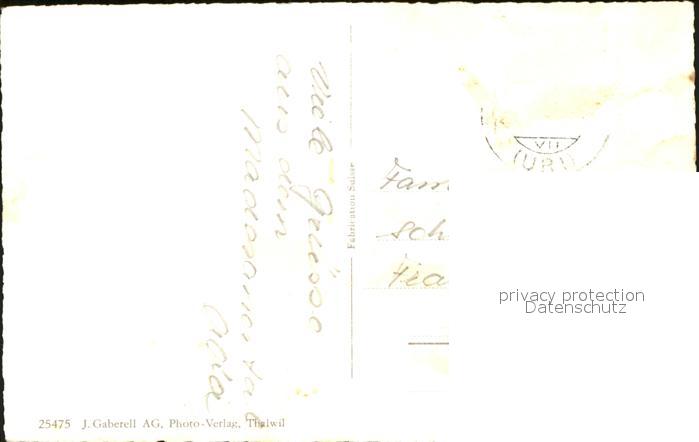 Viele Grüsse
aus dem
Maderanertal
Fabrication Suisse
VII
(URI)
Fam
Sch
privacy protection
Datenschutz
25475 J. Gaberell AG, Photo-Verlag, Thalwil